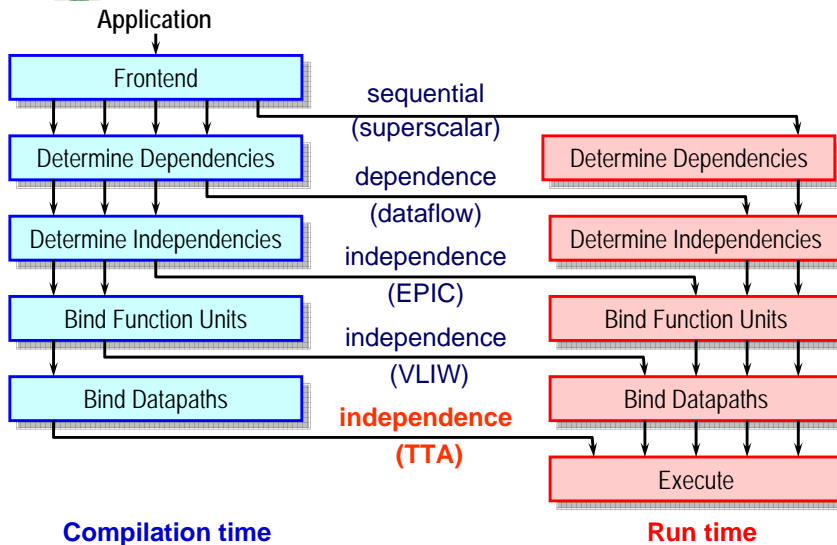 Application
Frontend
sequential
(superscalar)
Determine Dependencies
Determine Dependencies
dependence
(dataflow)
Determine Independencies
Determine Independencies
independence
(EPIC)
Bind Function Units
Bind Function Units
independence
(VLIW)
Bind Datapaths
Bind Datapaths
independence
(TTA)
Execute
Compilation time
Run time